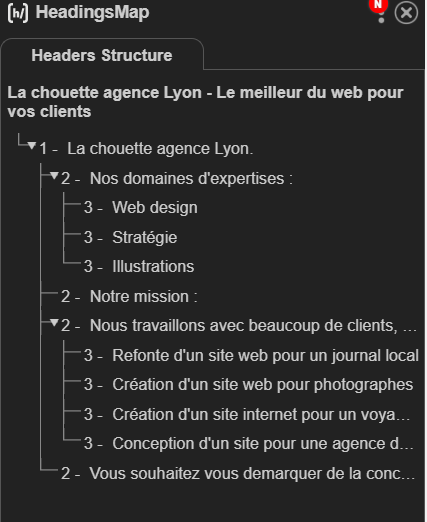 [h/] HeadingsMap
N
Headers Structure
La chouette agence Lyon - Le meilleur du web pour
vos clients
1 - La chouette agence Lyon.
2 - Nos domaines d'expertises :
3 - Web design
3 - Stratégie
3 - Illustrations
2 - Notre mission :
2 - Nous travaillons avec beaucoup de clients, ...
3 - Refonte d'un site web pour un journal local
3 - Création d'un site web pour photographes
3 - Création d'un site internet pour un voya...
3 - Conception d'un site pour une agence d...
2 - Vous souhaitez vous demarquer de la conc...